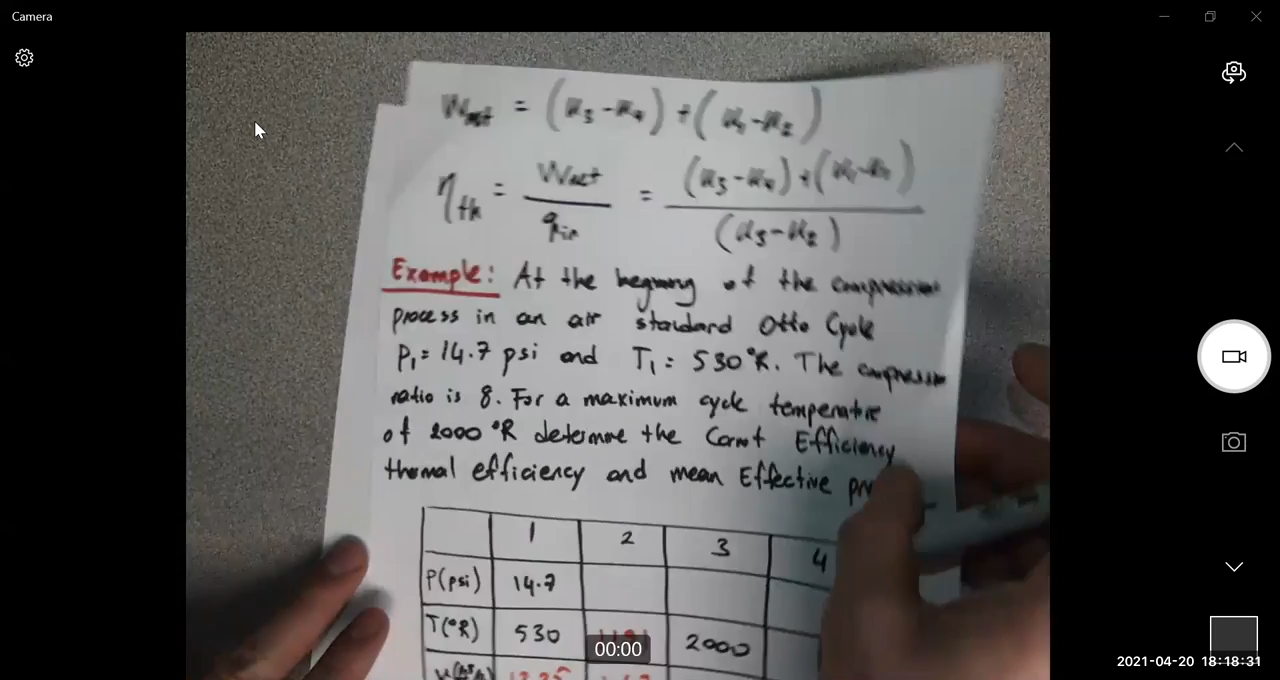 Camera
Wnet = (u3-u4) + (u1-u2)
ηth = Wnet / qin = (u3-u4) + (u1-u2) / (u3-u2)
Example: At the begining of the compression
process in an air standard Otto Cycle
P1 = 14.7 psi and T1 = 530°R. The compression
ratio is 8. For a maximum cycle temperature
of 2000 °R determine the Carnot Efficiency
thermal efficiency and mean Effective
1 2 3 4
P(psi) 14.7
T(°R) 530 2000
00:00
2021-04-20 18:18:31